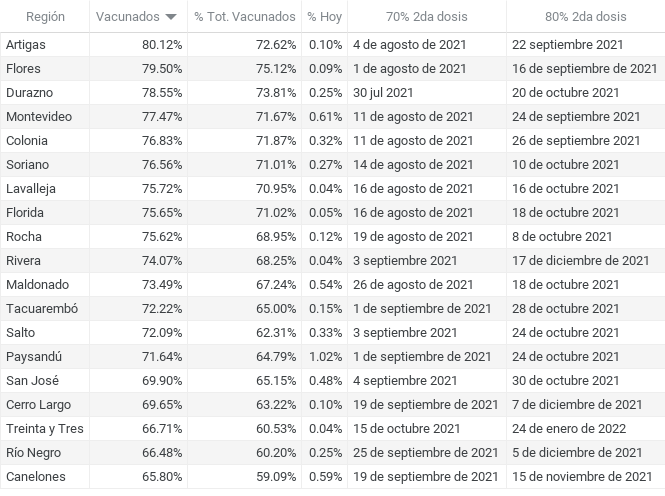 Región Vacunados % Tot. Vacunados % Hoy 70% 2da dosis 80% 2da dosis
Artigas 80.12% 72.62% 0.10% 4 de agosto de 2021 22 septiembre 2021
Flores 79.50% 75.12% 0.09% 1 de agosto de 2021 16 de septiembre de 2021
Durazno 78.55% 73.81% 0.25% 30 jul 2021 20 de octubre 2021
Montevideo 77.47% 71.67% 0.61% 11 de agosto de 2021 24 de septiembre 2021
Colonia 76.83% 71.87% 0.32% 11 de agosto de 2021 26 de septiembre 2021
Soriano 76.56% 71.01% 0.27% 14 de agosto de 2021 10 de octubre 2021
Lavalleja 75.72% 70.95% 0.04% 16 de agosto de 2021 16 de octubre 2021
Florida 75.65% 71.02% 0.05% 16 de agosto de 2021 18 de octubre 2021
Rocha 75.62% 68.95% 0.12% 19 de agosto de 2021 8 de octubre 2021
Rivera 74.07% 68.25% 0.04% 3 septiembre 2021 17 de diciembre de 2021
Maldonado 73.49% 67.24% 0.54% 26 de agosto de 2021 18 de octubre 2021
Tacuarembó 72.22% 65.00% 0.15% 1 de septiembre de 2021 28 de octubre 2021
Salto 72.09% 62.31% 0.33% 3 septiembre 2021 24 de octubre 2021
Paysandú 71.64% 64.79% 1.02% 1 de septiembre de 2021 24 de octubre 2021
San José 69.90% 65.15% 0.48% 4 septiembre 2021 30 de octubre 2021
Cerro Largo 69.65% 63.22% 0.10% 19 de septiembre de 2021 7 de diciembre de 2021
Treinta y Tres 66.71% 60.53% 0.04% 15 de octubre 2021 24 de enero de 2022
Río Negro 66.48% 60.20% 0.25% 25 de septiembre de 2021 5 de diciembre de 2021
Canelones 65.80% 59.09% 0.59% 19 de septiembre de 2021 15 de noviembre de 2021